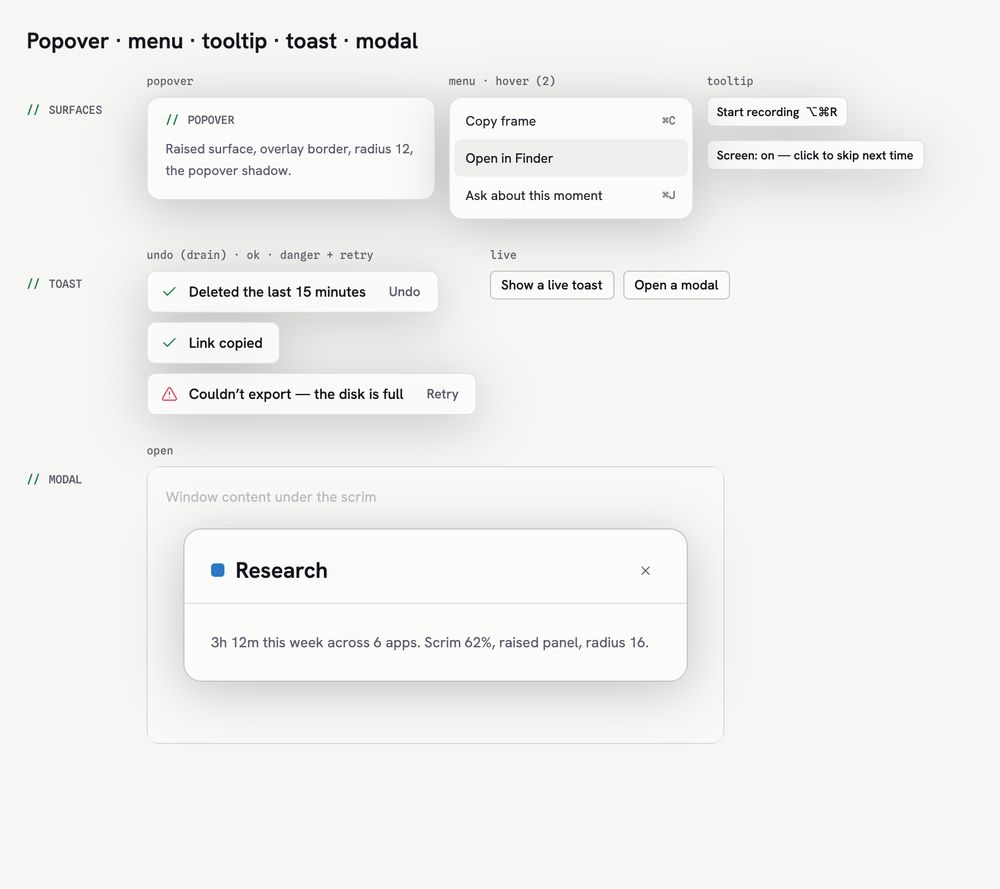 Popover · menu · tooltip · toast · modal
// SURFACES
popover
// POPOVER
Raised surface, overlay border, radius 12,
the popover shadow.
menu · hover (2)
Copy frame ⌘C
Open in Finder
Ask about this moment ⌘J
tooltip
Start recording ⌥⌘R
Screen: on — click to skip next time
// TOAST
undo (drain) · ok · danger + retry
Deleted the last 15 minutes Undo
Link copied
Couldn’t export — the disk is full Retry
live
Show a live toast Open a modal
// MODAL
open
Window content under the scrim
Research
3h 12m this week across 6 apps. Scrim 62%, raised panel, radius 16.